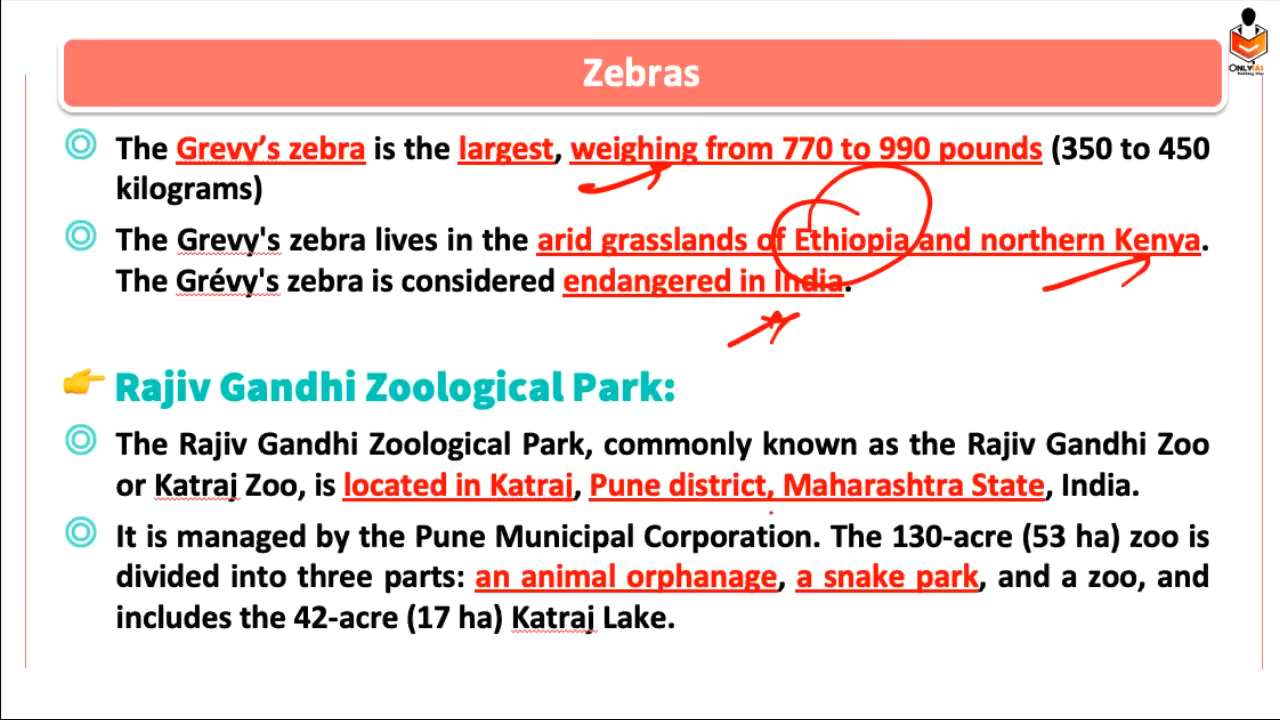 Zebras
ONLYIAS
The Grevy’s zebra is the largest, weighing from 770 to 990 pounds (350 to 450
kilograms)
The Grevy's zebra lives in the arid grasslands of Ethiopia and northern Kenya.
The Grévy's zebra is considered endangered in India.
Rajiv Gandhi Zoological Park:
The Rajiv Gandhi Zoological Park, commonly known as the Rajiv Gandhi Zoo
or Katraj Zoo, is located in Katraj, Pune district, Maharashtra State, India.
It is managed by the Pune Municipal Corporation. The 130-acre (53 ha) zoo is
divided into three parts: an animal orphanage, a snake park, and a zoo, and
includes the 42-acre (17 ha) Katraj Lake.